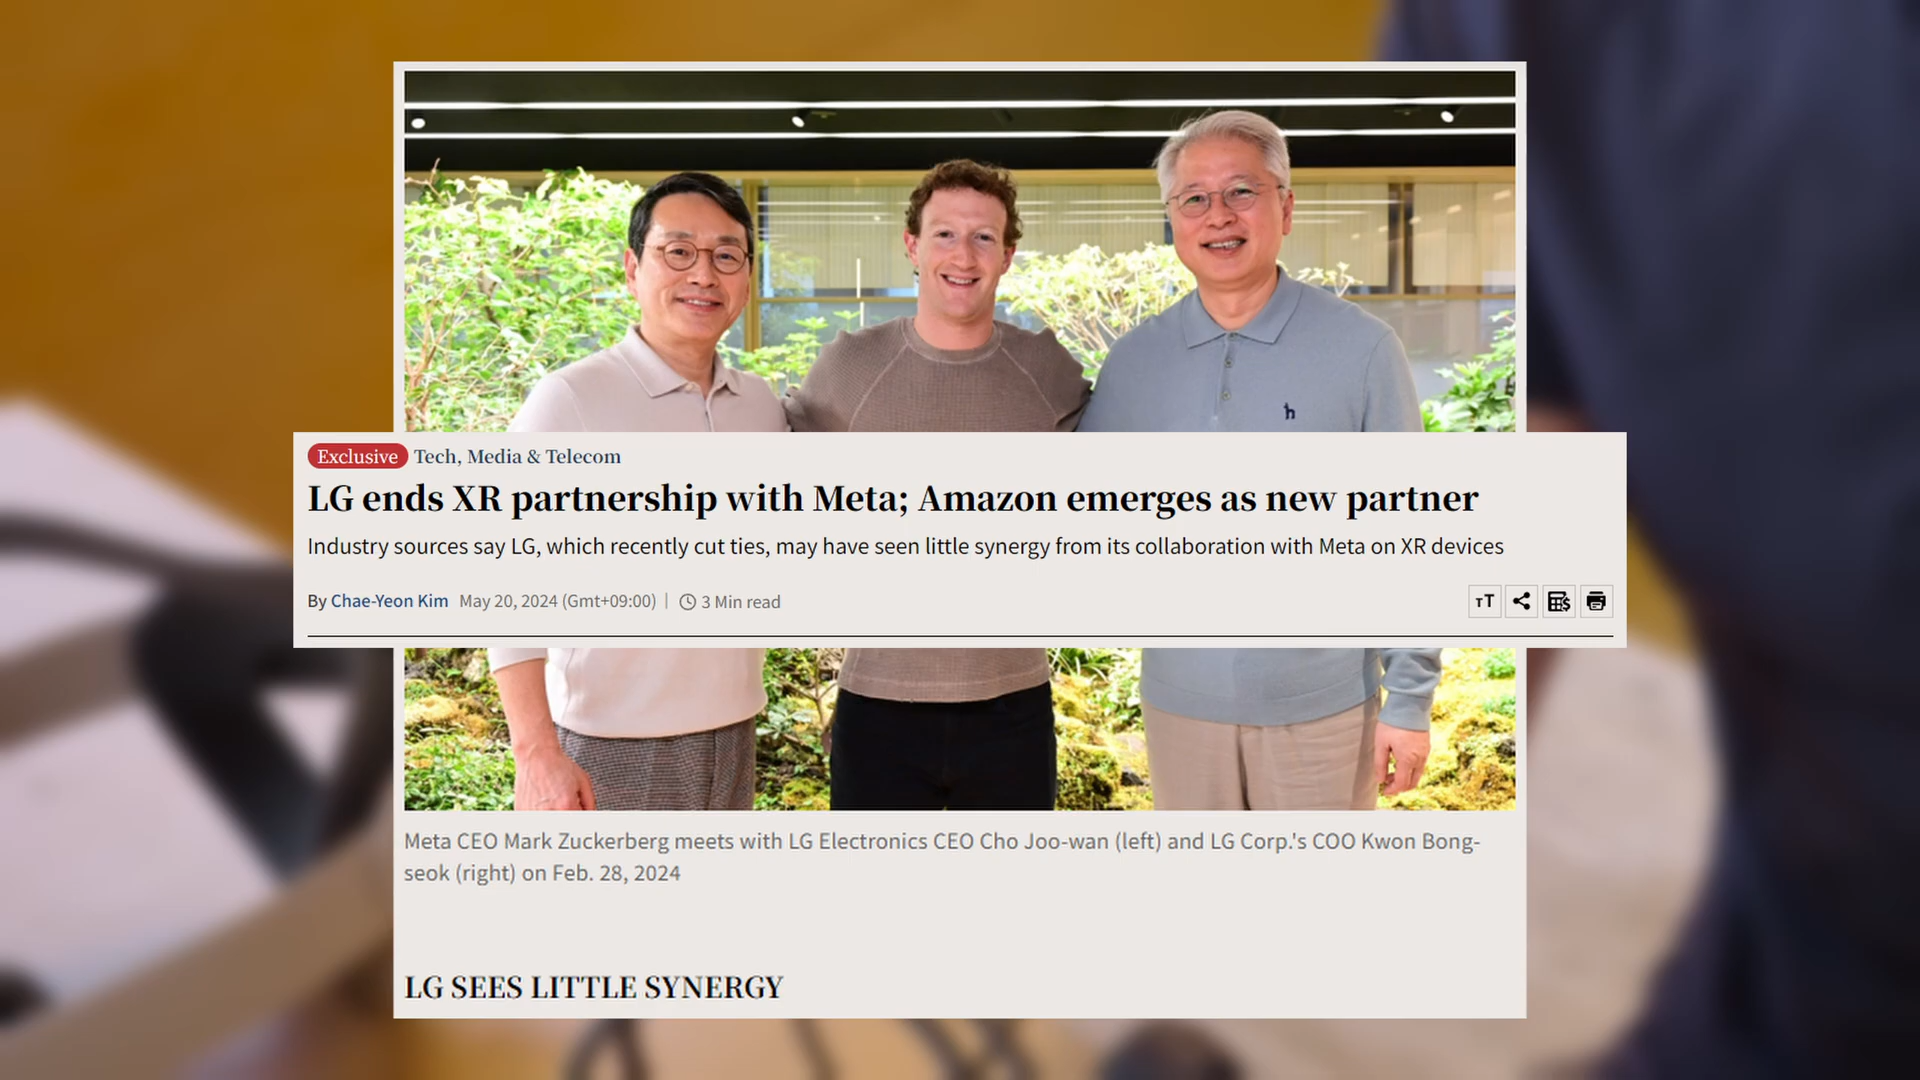 Exclusive Tech, Media & Telecom
LG ends XR partnership with Meta; Amazon emerges as new partner
Industry sources say LG, which recently cut ties, may have seen little synergy from its collaboration with Meta on XR devices
By Chae-Yeon Kim May 20, 2024 (Gmt+09:00) | 3 Min read
TT
Meta CEO Mark Zuckerberg meets with LG Electronics CEO Cho Joo-wan (left) and LG Corp.'s COO Kwon Bong-
seok (right) on Feb. 28, 2024
LG SEES LITTLE SYNERGY